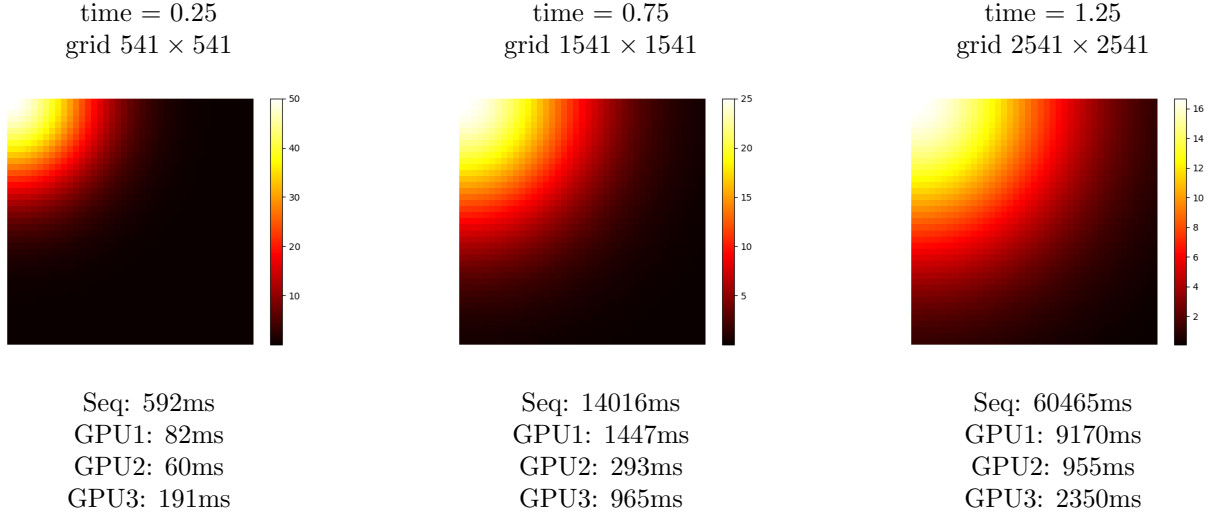 time = 0.25
grid 541 × 541
50
40
30
20
10
Seq: 592ms
GPU1: 82ms
GPU2: 60ms
GPU3: 191ms
time = 0.75
grid 1541 × 1541
25
20
15
10
5
Seq: 14016ms
GPU1: 1447ms
GPU2: 293ms
GPU3: 965ms
time = 1.25
grid 2541 × 2541
16
14
12
10
8
6
4
2
Seq: 60465ms
GPU1: 9170ms
GPU2: 955ms
GPU3: 2350ms